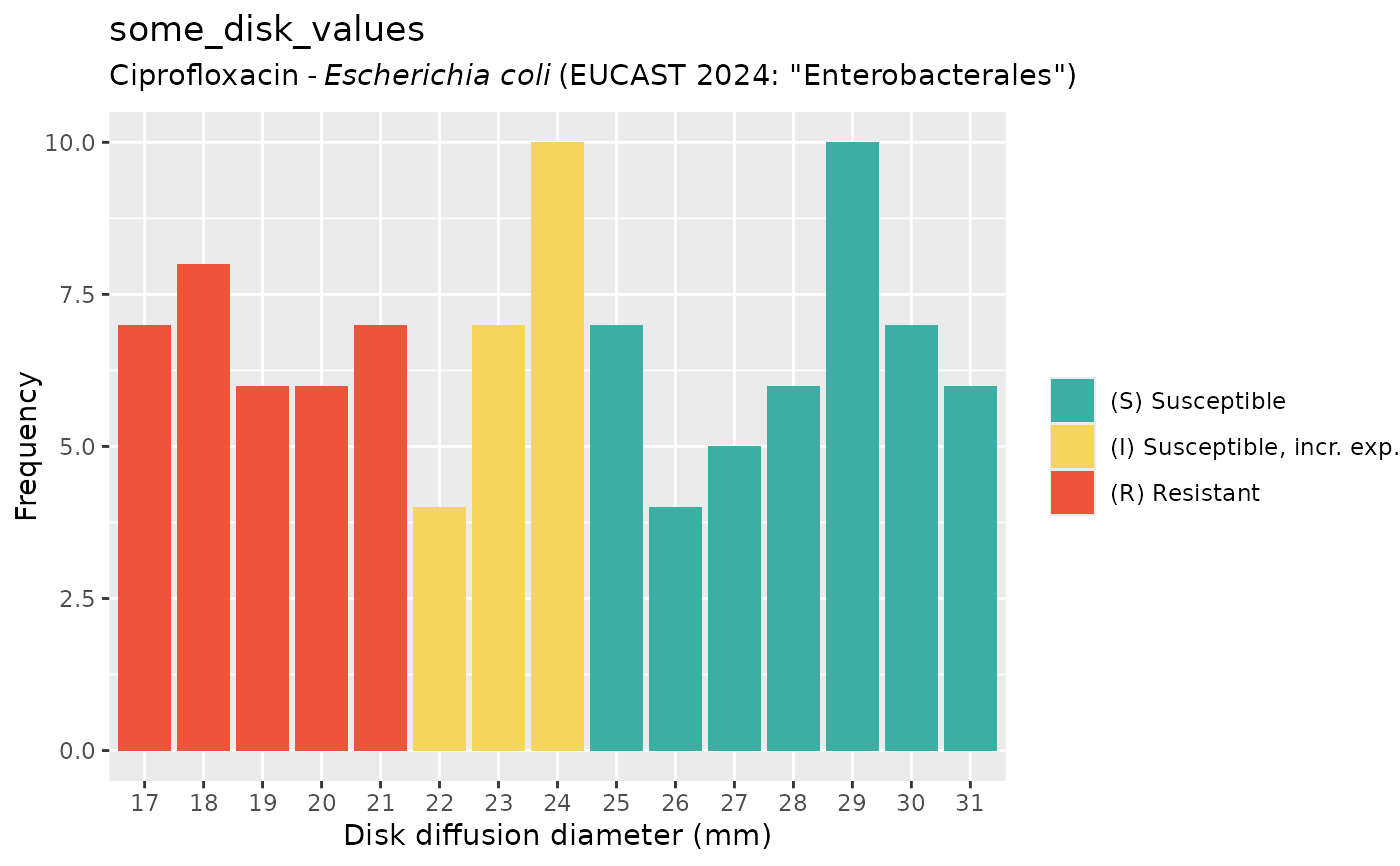 some_disk_values
Ciprofloxacin - Escherichia coli (EUCAST 2024: "Enterobacterales")
Frequency
10.0
7.5
5.0
2.5
0.0
17 18 19 20 21 22 23 24 25 26 27 28 29 30 31
Disk diffusion diameter (mm)
(S) Susceptible
(I) Susceptible, incr. exp.
(R) Resistant